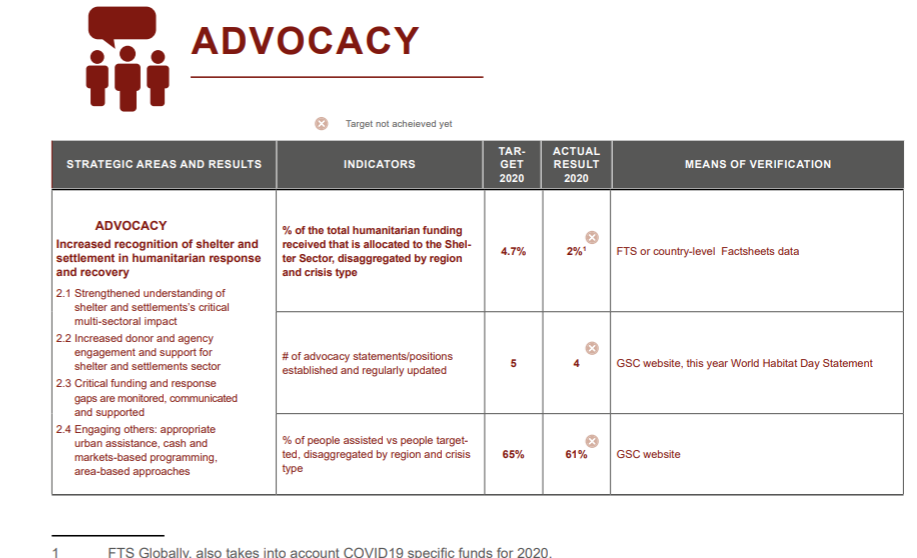 ADVOCACY
Target not acheieved yet
STRATEGIC AREAS AND RESULTS
INDICATORS
TAR-
GET
2020
ACTUAL
RESULT
2020
MEANS OF VERIFICATION
ADVOCACY
Increased recognition of shelter and
settlement in humanitarian response
and recovery
2.1 Strengthened understanding of
shelter and settlements's critical
multi-sectoral impact
2.2 Increased donor and agency
engagement and support for
shelter and settlements sector
2.3 Critical funding and response
gaps are monitored, communicated
and supported
2.4 Engaging others: appropriate
urban assistance, cash and
markets-based programming,
area-based approaches
% of the total humanitarian funding
received that is allocated to the Shel-
ter Sector, disaggregated by region
and crisis type
4.7%
2%¹
FTS or country-level Factsheets data
# of advocacy statements/positions
established and regularly updated
5
4
GSC website, this year World Habitat Day Statement
% of people assisted vs people target-
ted, disaggregated by region and crisis
type
65%
61%
GSC website
1 FTS Globally, also takes into account COVID19 specific funds for 2020.